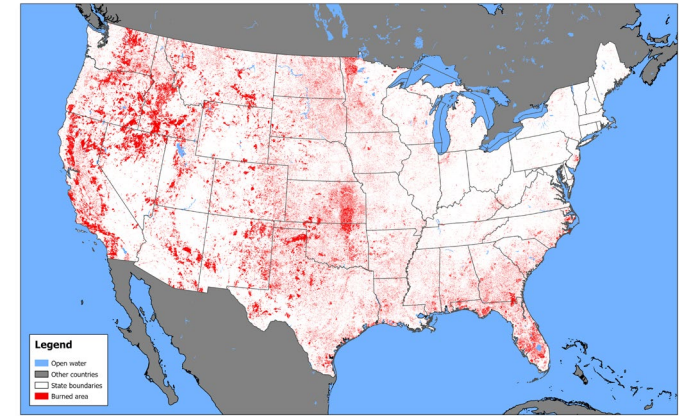 Legend
Open water
Other countries
State boundaries
Burned area